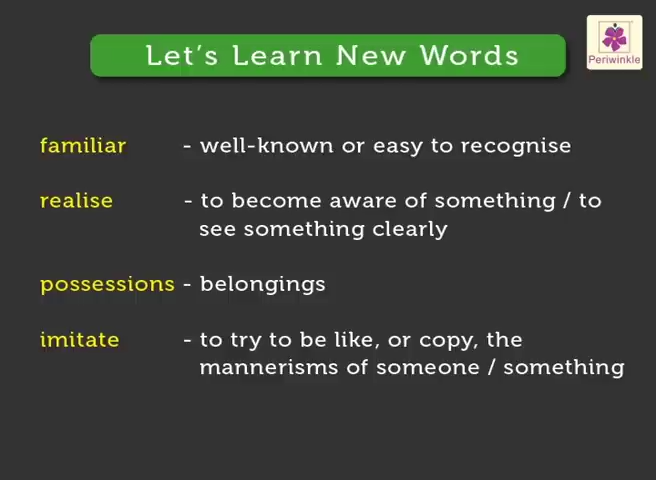 Let's Learn New Words
Periwinkle
familiar - well-known or easy to recognise
realise - to become aware of something / to
see something clearly
possessions - belongings
imitate - to try to be like, or copy, the
mannerisms of someone / something